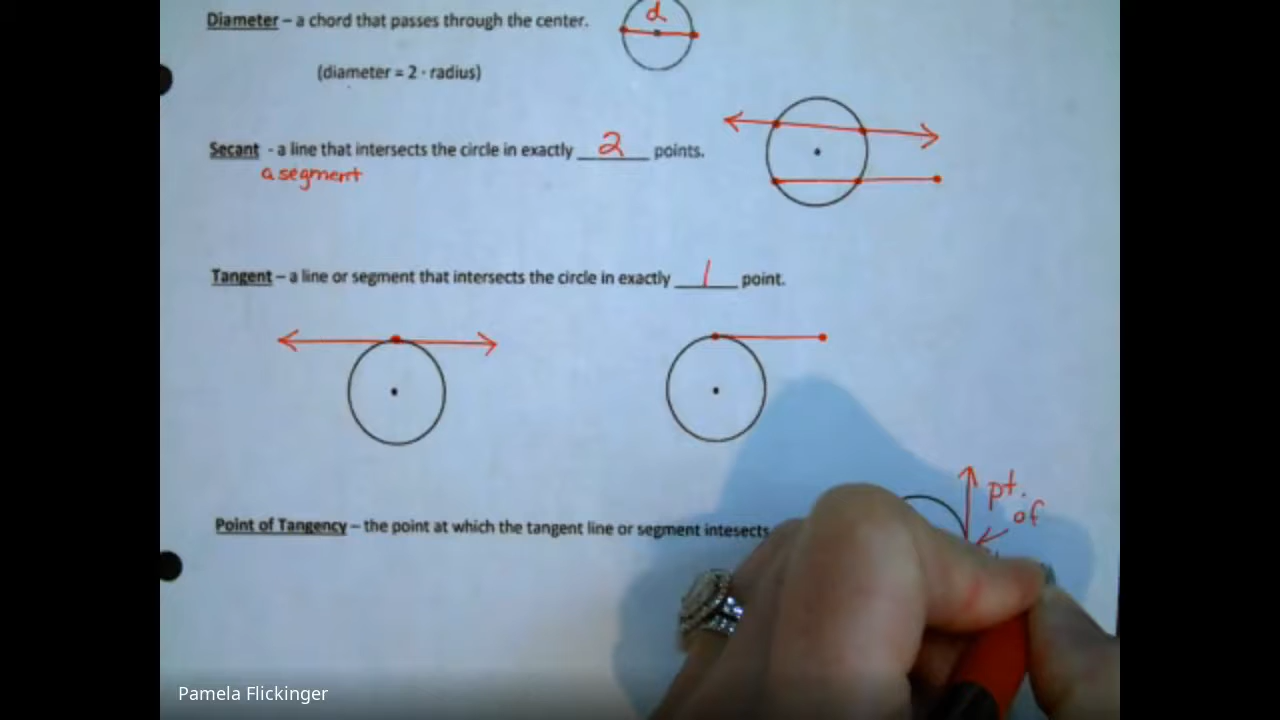 Diameter – a chord that passes through the center.
d
(diameter = 2 · radius)
Secant - a line that intersects the circle in exactly 2 points.
a segment
Tangent – a line or segment that intersects the circle in exactly 1 point.
pt.
of
Point of Tangency – the point at which the tangent line or segment intesects
Pamela Flickinger